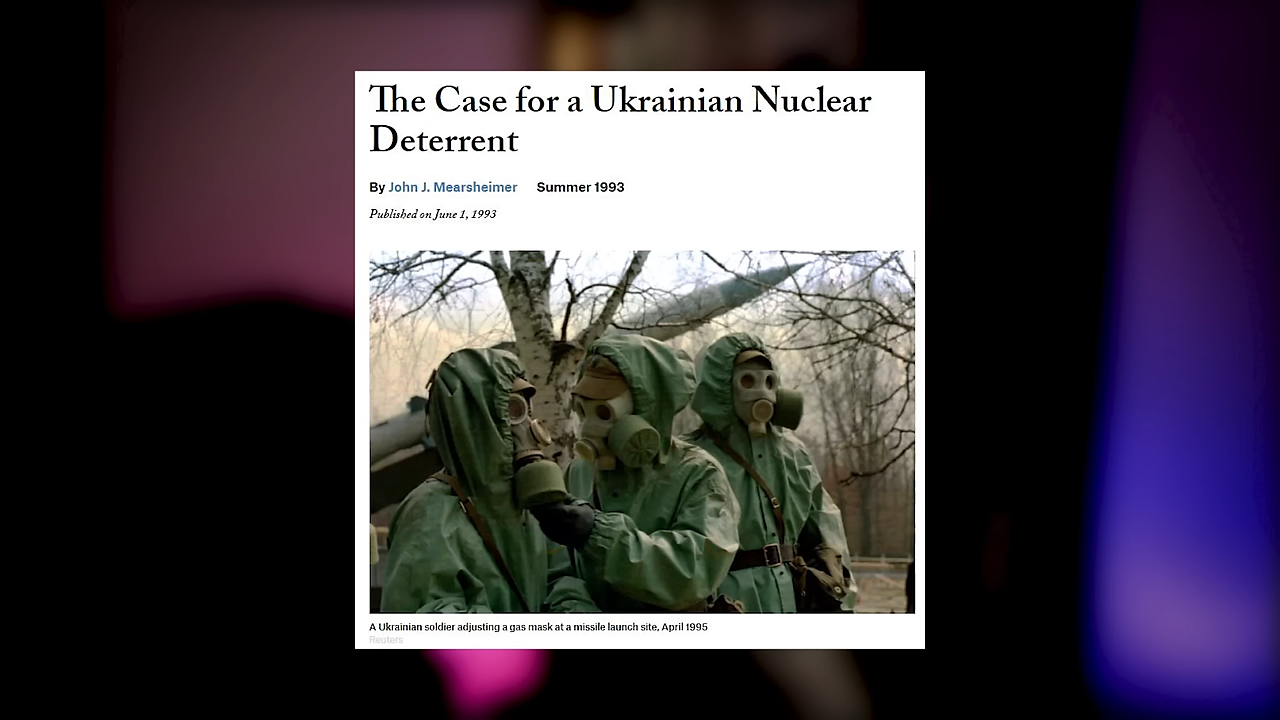 The Case for a Ukrainian Nuclear
Deterrent
By John J. Mearsheimer Summer 1993
Published on June 1, 1993
A Ukrainian soldier adjusting a gas mask at a missile launch site, April 1995
Reuters